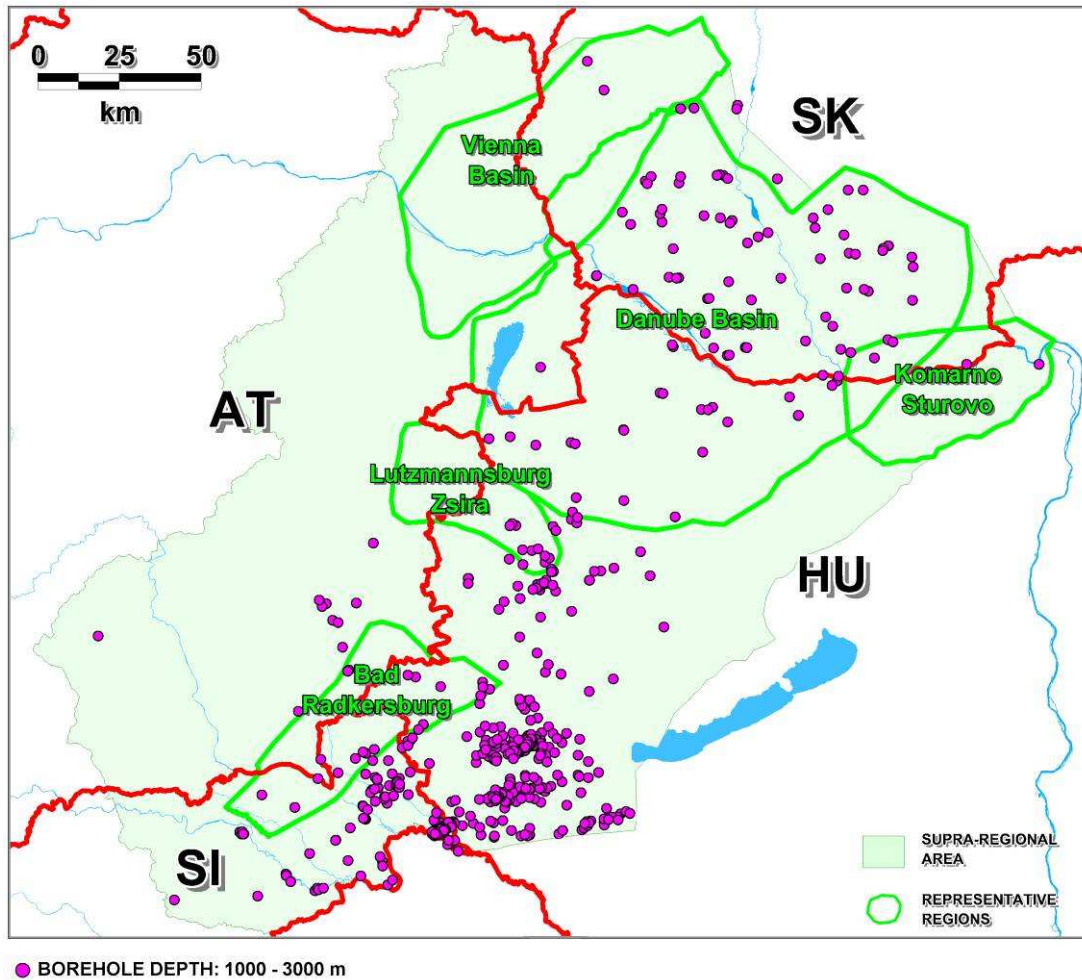 0 25 50
km
SK
Vienna
Basin
Danube Basin
Komarno
Sturovo
AT
Lutzmannsburg
Zsira
HU
Bad
Radkersburg
SI
SUPRA-REGIONAL
AREA
REPRESENTATIVE
REGIONS
BOREHOLE DEPTH: 1000 - 3000 m